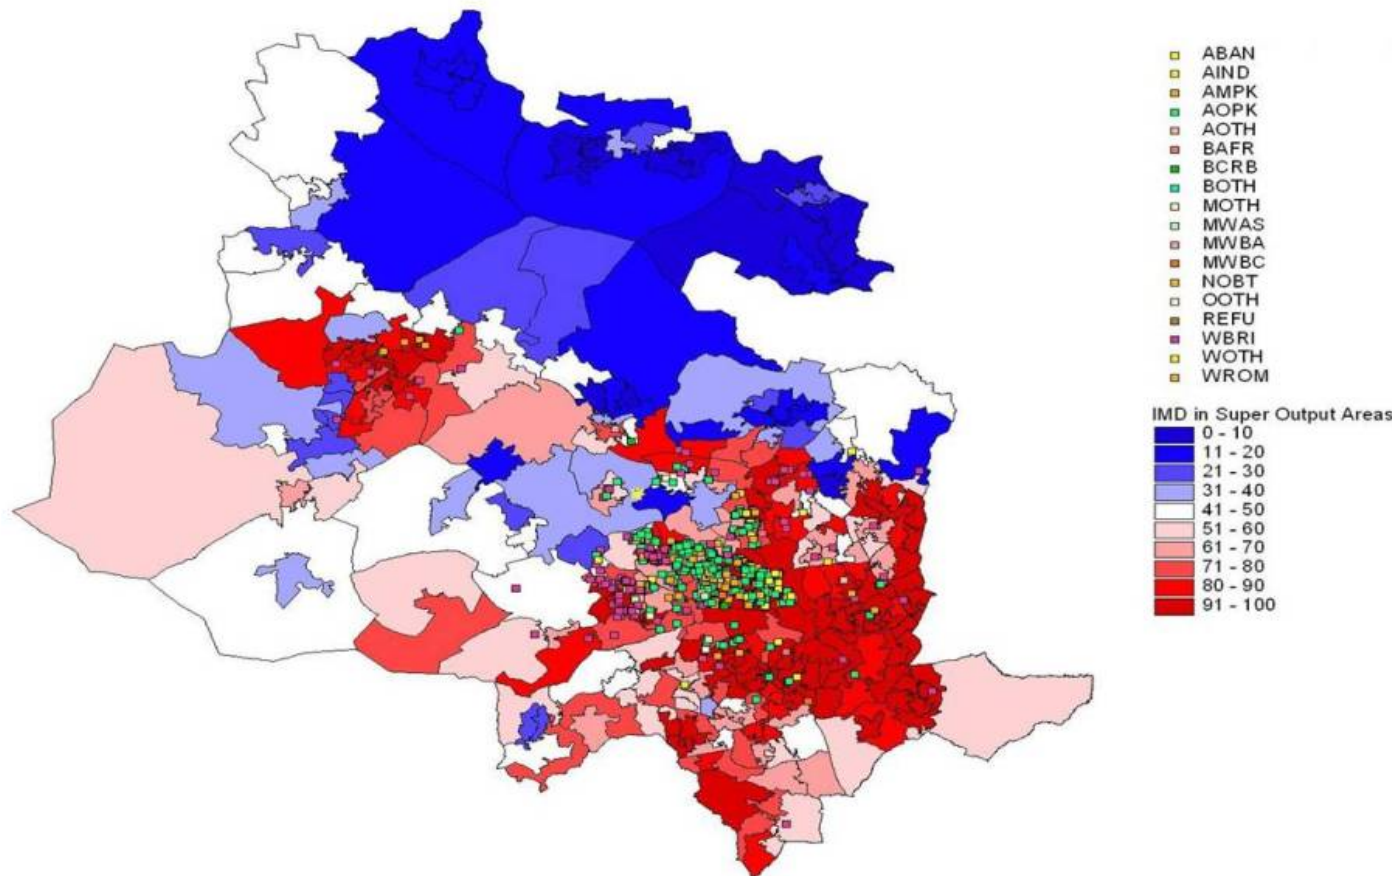 ABAN
AIND
AMPK
AOPK
AOTH
BAFR
BCRB
BOTH
MOTH
MWAS
MWBA
MWBC
NOBT
OOTH
REFU
WBRI
WOTH
WROM
IMD in Super Output Areas
0 - 10
11 - 20
21 - 30
31 - 40
41 - 50
51 - 60
61 - 70
71 - 80
80 - 90
91 - 100